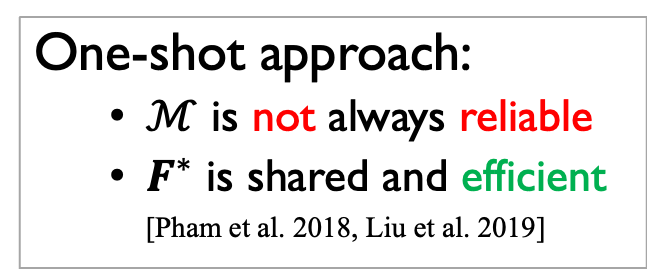 One-shot approach:
• 𝓜 is not always reliable
• F* is shared and efficient
[Pham et al. 2018, Liu et al. 2019]